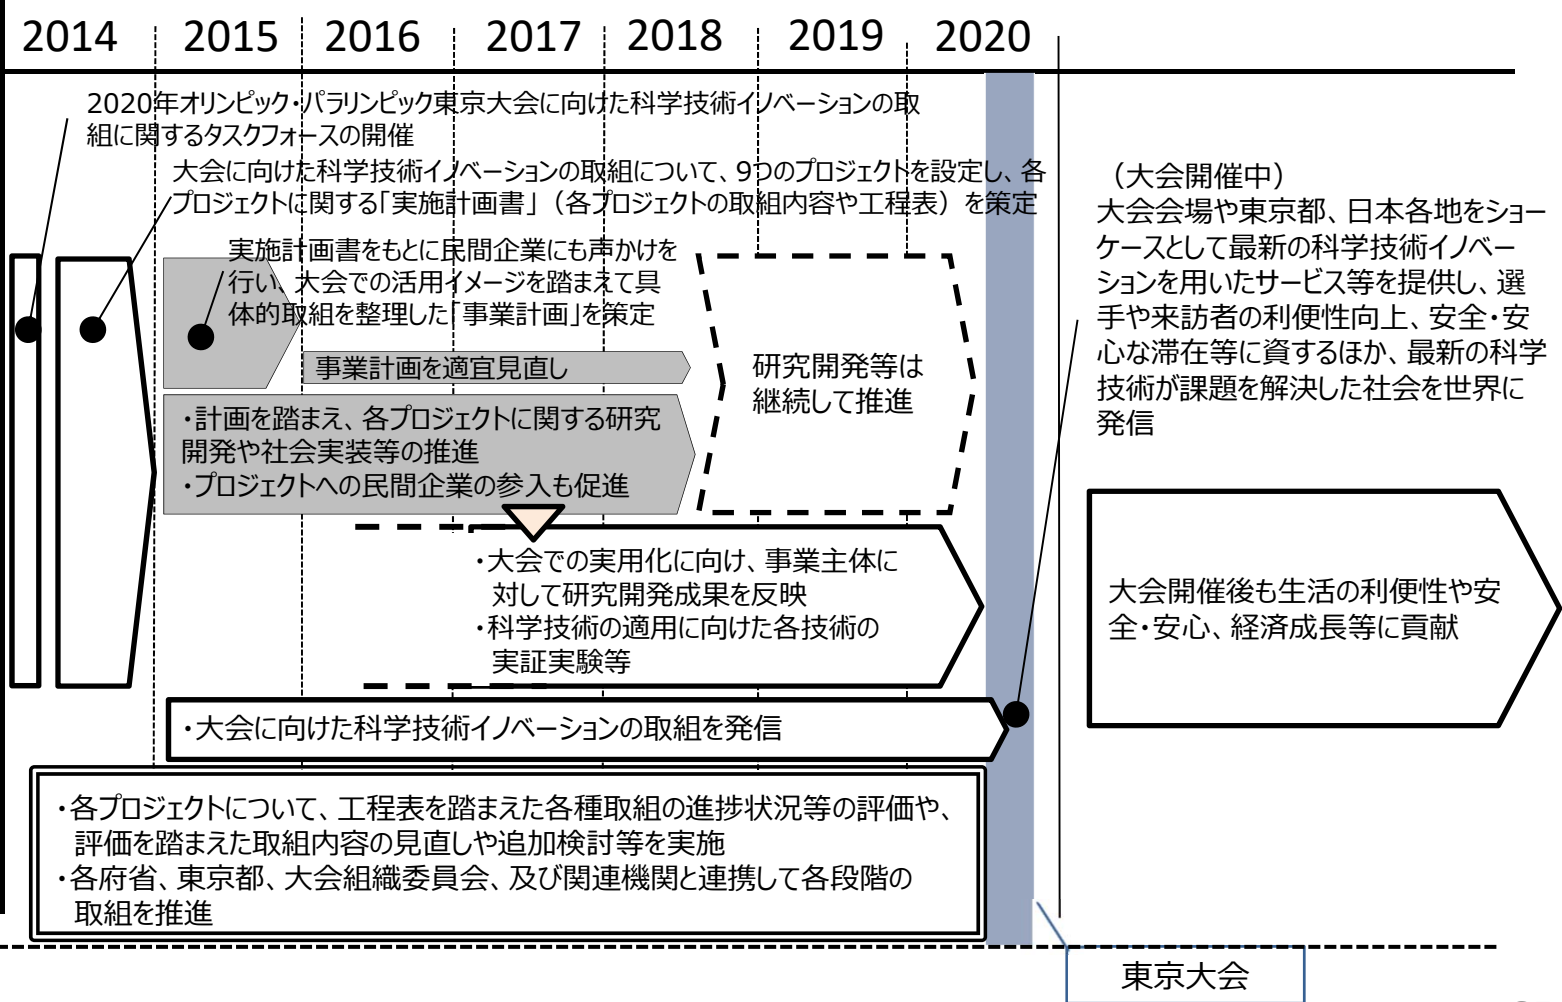 2014 2015 2016 2017 2018 2019 2020
2020年オリンピック・パラリンピック東京大会に向けた科学技術イノベーションの取
組に関するタスクフォースの開催
大会に向けた科学技術イノベーションの取組について、9つのプロジェクトを設定し、各
プロジェクトに関する「実施計画書」（各プロジェクトの取組内容や工程表）を策定
実施計画書をもとに民間企業にも声かけを
行い、大会での活用イメージを踏まえて具
体的取組を整理した「事業計画」を策定
事業計画を適宜見直し
・計画を踏まえ、各プロジェクトに関する研究
開発や社会実装等の推進
・プロジェクトへの民間企業の参入も促進
研究開発等は
継続して推進
・大会での実用化に向け、事業主体に
対して研究開発成果を反映
・科学技術の適用に向けた各技術の
実証実験等
・大会に向けた科学技術イノベーションの取組を発信
・各プロジェクトについて、工程表を踏まえた各種取組の進捗状況等の評価や、
評価を踏まえた取組内容の見直しや追加検討等を実施
・各府省、東京都、大会組織委員会、及び関連機関と連携して各段階の
取組を推進
（大会開催中）
大会会場や東京都、日本各地をショー
ケースとして最新の科学技術イノベー
ションを用いたサービス等を提供し、選
手や来訪者の利便性向上、安全・安
心な滞在等に資するほか、最新の科学
技術が課題を解決した社会を世界に
発信
大会開催後も生活の利便性や安
全・安心、経済成長等に貢献
東京大会